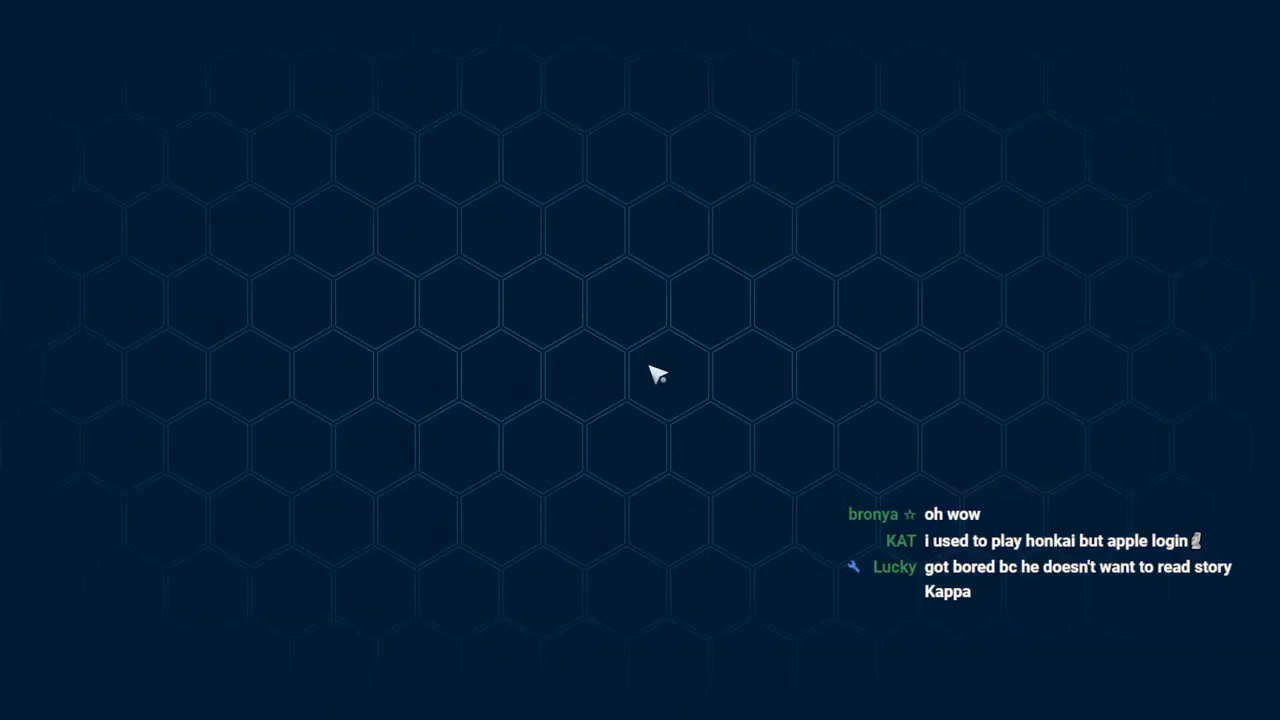 bronya ☆ oh wow
KAT i used to play honkai but apple login🗿
Lucky got bored bc he doesn't want to read story
Kappa